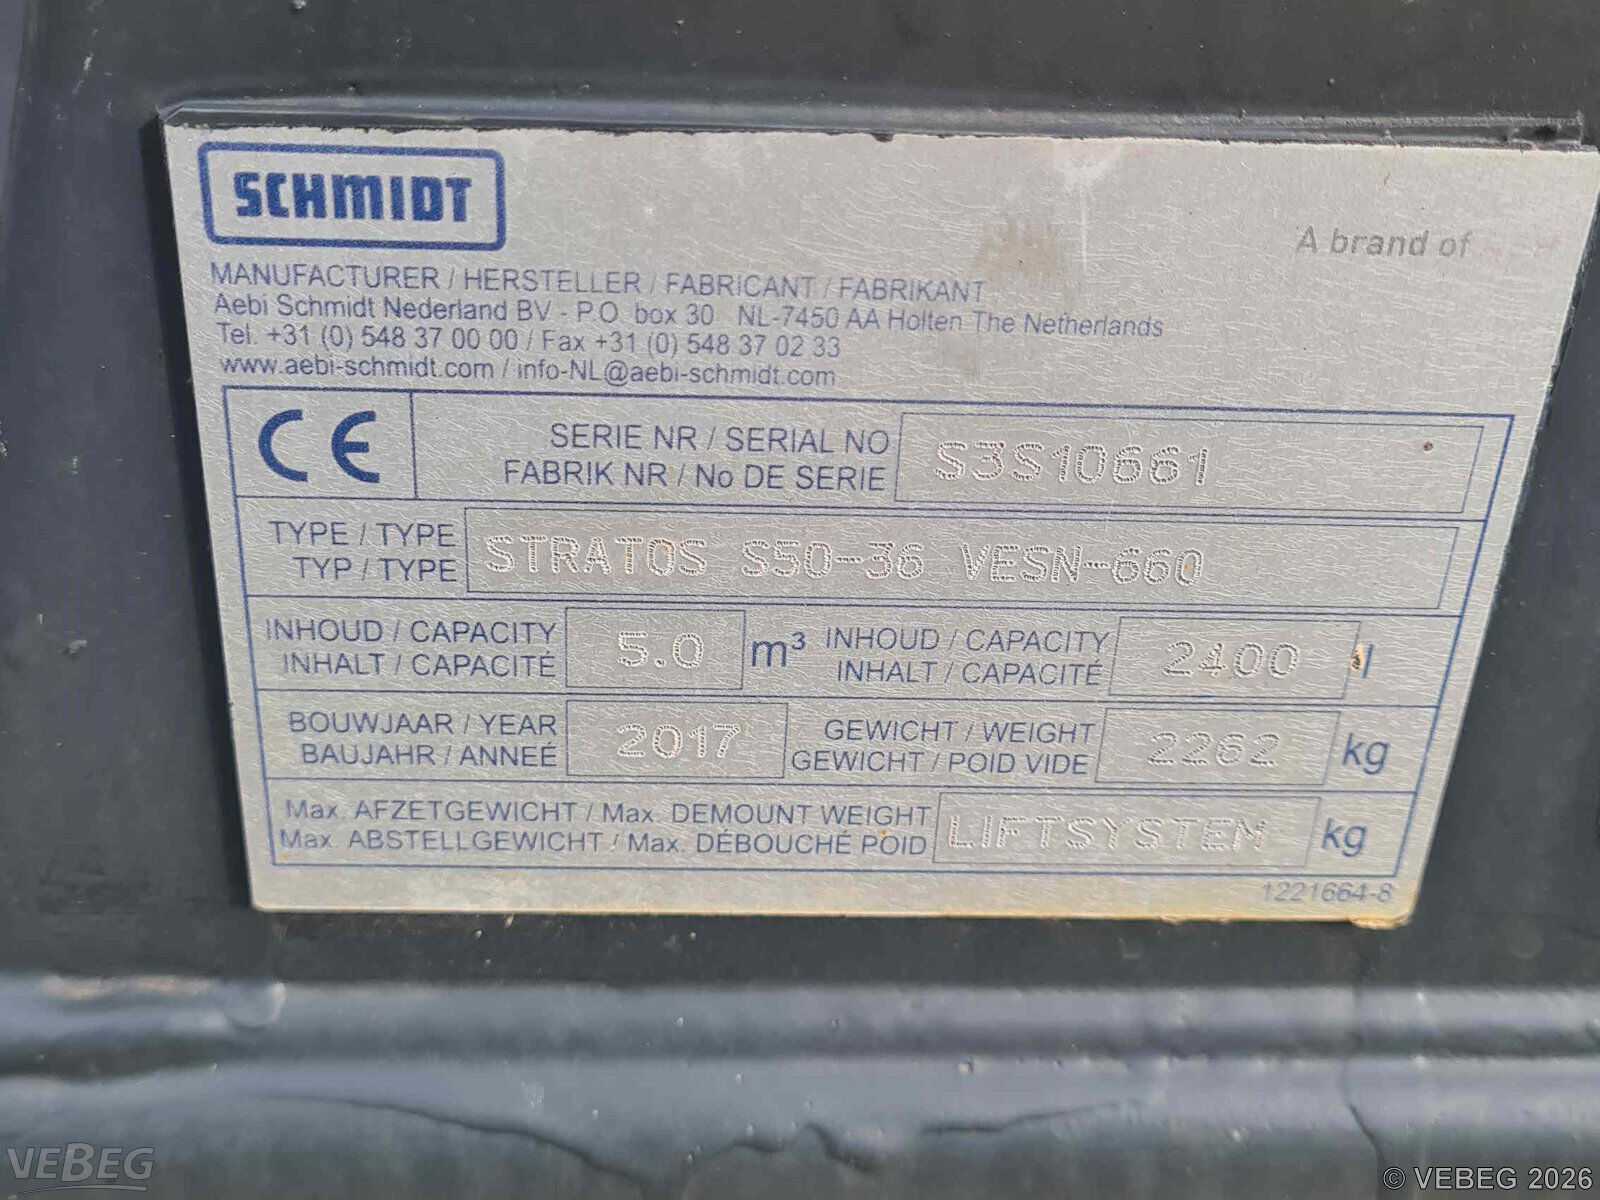 SCHMIDT
A brand of
MANUFACTURER / HERSTELLER / FABRICANT / FABRIKANT
Aebi Schmidt Nederland BV - P.O. box 30 NL-7450 AA Holten The Netherlands
Tel. +31 (0) 548 37 00 00 / Fax +31 (0) 548 37 02 33
www.aebi-schmidt.com / info-NL@aebi-schmidt.com
CE
SERIE NR / SERIAL NO
FABRIK NR / No DE SERIE
S3S10661
TYPE / TYPE
TYP / TYPE
STRATOS S50-36 VESN-660
INHOUD / CAPACITY
INHALT / CAPACITÉ
5.0 m³
INHOUD / CAPACITY
INHALT / CAPACITÉ
2400 l
BOUWJAAR / YEAR
BAUJAHR / ANNEÉ
2017
GEWICHT / WEIGHT
GEWICHT / POID VIDE
2262 kg
Max. AFZETGEWICHT / Max. DEMOUNT WEIGHT
Max. ABSTELLGEWICHT / Max. DÉBOUCHÉ POID
LIFTSYSTEM kg
1221664-8
VEBEG
© VEBEG 2026